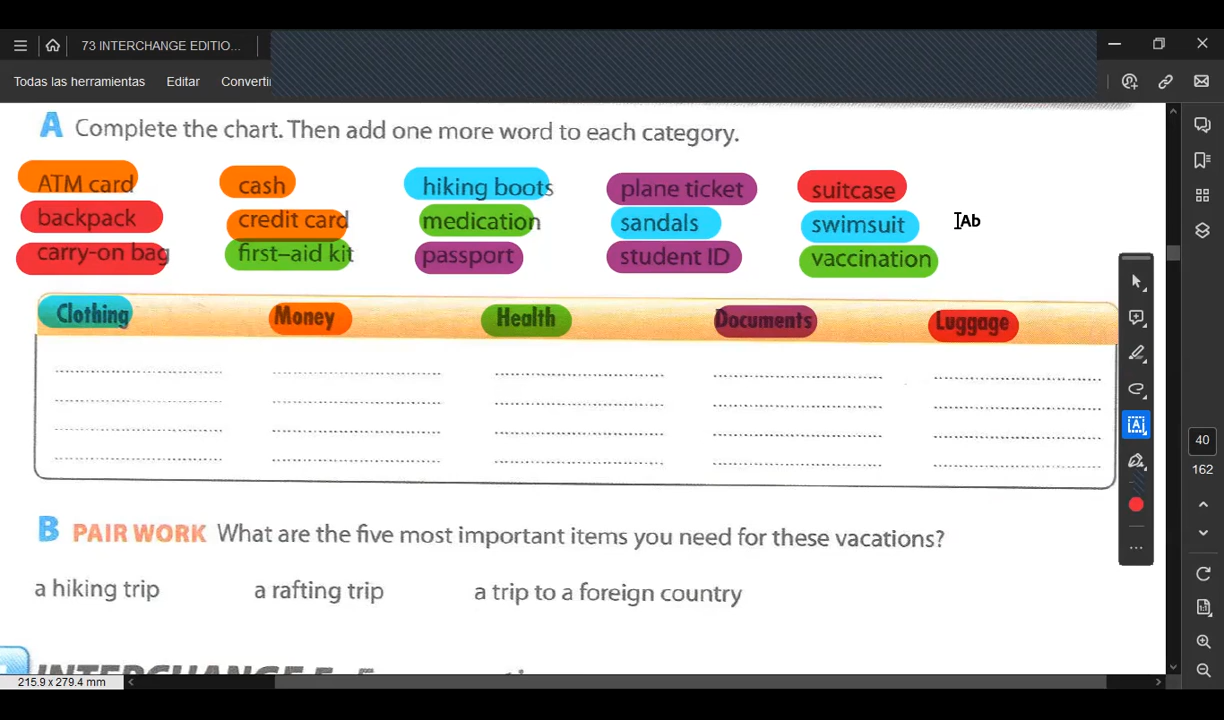 73 INTERCHANGE EDITIO...
Todas las herramientas Editar Converti
A Complete the chart. Then add one more word to each category.
ATM card cash hiking boots plane ticket suitcase
backpack credit card medication sandals swimsuit
carry-on bag first-aid kit passport student ID vaccination
Ab
Clothing Money Health Documents Luggage
B PAIR WORK What are the five most important items you need for these vacations?
a hiking trip a rafting trip a trip to a foreign country
40
162
215.9 x 279.4 mm